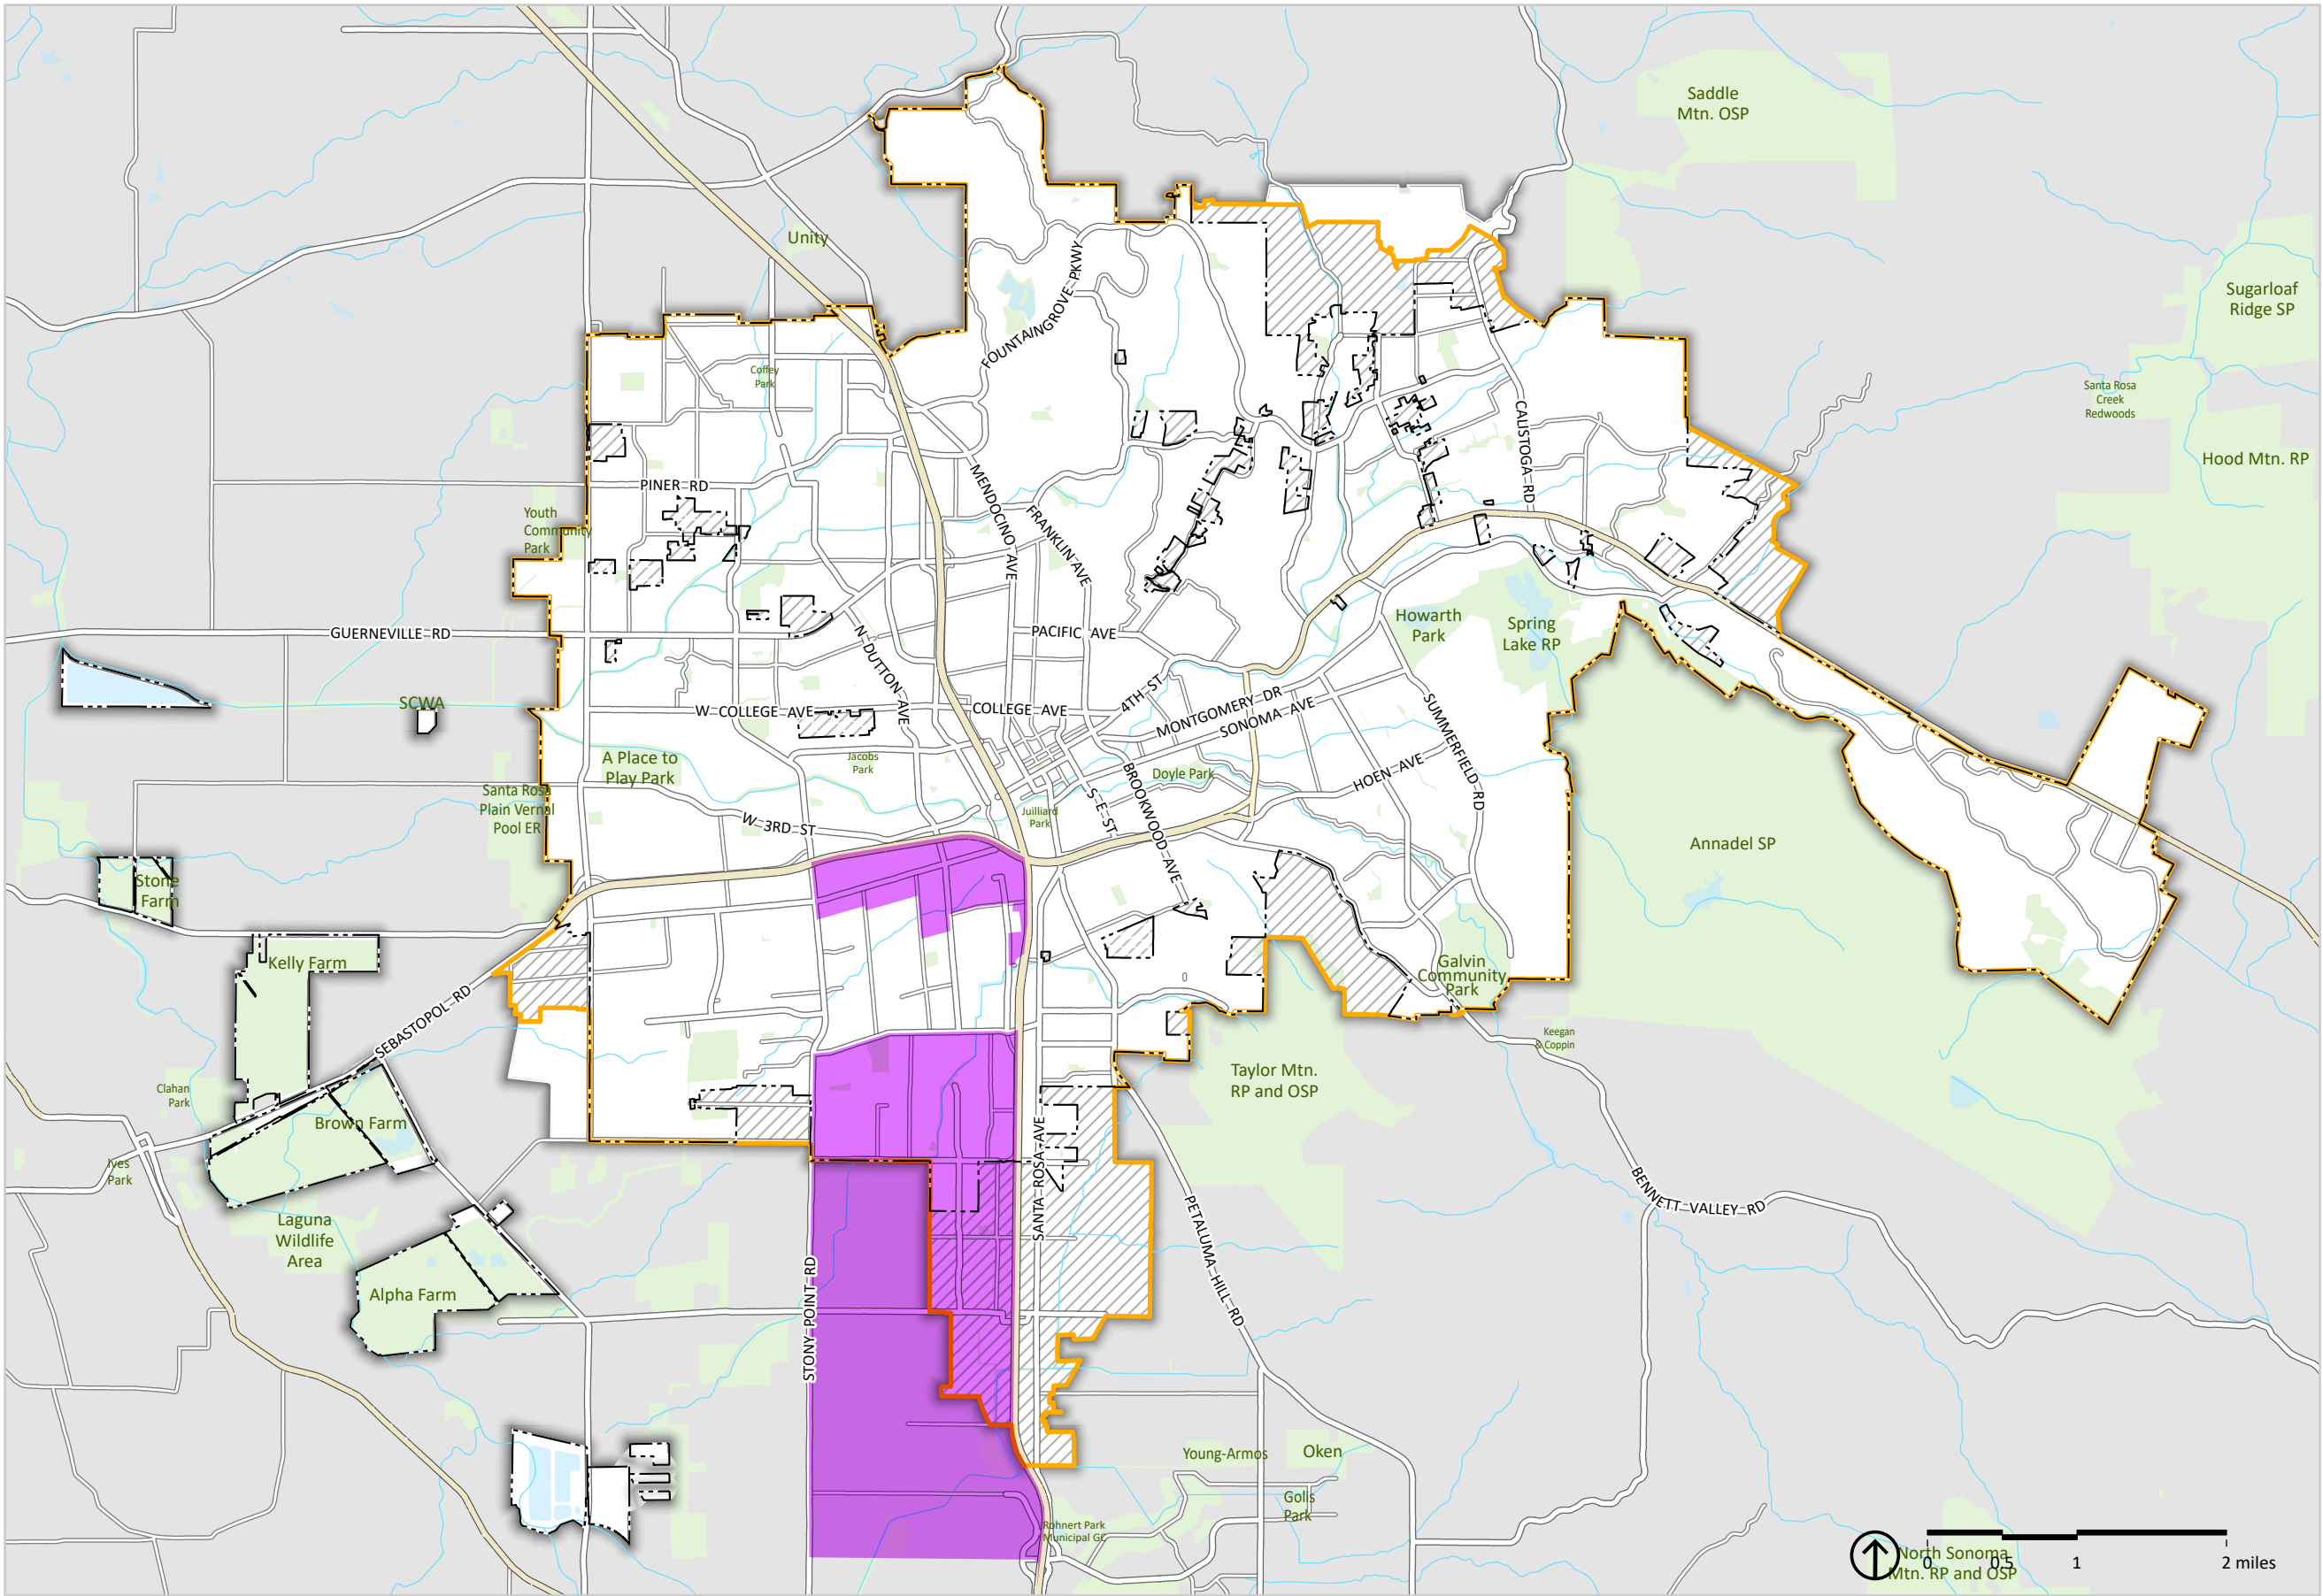 Saddle
Mtn. OSP
Unity
Sugarloaf
Ridge SP
FOUNTAINGROVE PKWY
Coffey
Park
Santa Rosa
Creek
Redwoods
CALISTOGA RD
Hood Mtn. RP
PINER RD
MENDOCINO AVE
FRANKLIN AVE
Youth
Community
Park
GUERNEVILLE RD
N DUTTON AVE
PACIFIC AVE
Howarth
Park
Spring
Lake RP
SCWA
W COLLEGE AVE
COLLEGE AVE
4TH ST
MONTGOMERY DR
SONOMA AVE
SUMMERFIELD RD
A Place to
Play Park
Jacobs
Park
BROOKWOOD AVE
Doyle Park
HOEN AVE
Santa Rosa
Plain Vernal
Pool ER
W 3RD ST
Juilliard
Park
S E ST
Annadel SP
Stone
Farm
Kelly Farm
Galvin
Community
Park
SEBASTOPOL RD
Keegan
& Coppin
Clahan
Park
Taylor Mtn.
RP and OSP
Brown Farm
Ives
Park
SANTA ROSA AVE
BENNETT VALLEY RD
Laguna
Wildlife
Area
PETALUMA HILL RD
Alpha Farm
STONY POINT RD
Young-Armos
Oken
Golis
Park
Rohnert Park
Municipal GC
North Sonoma
Mtn. RP and OSP
0 0.5 1 2 miles